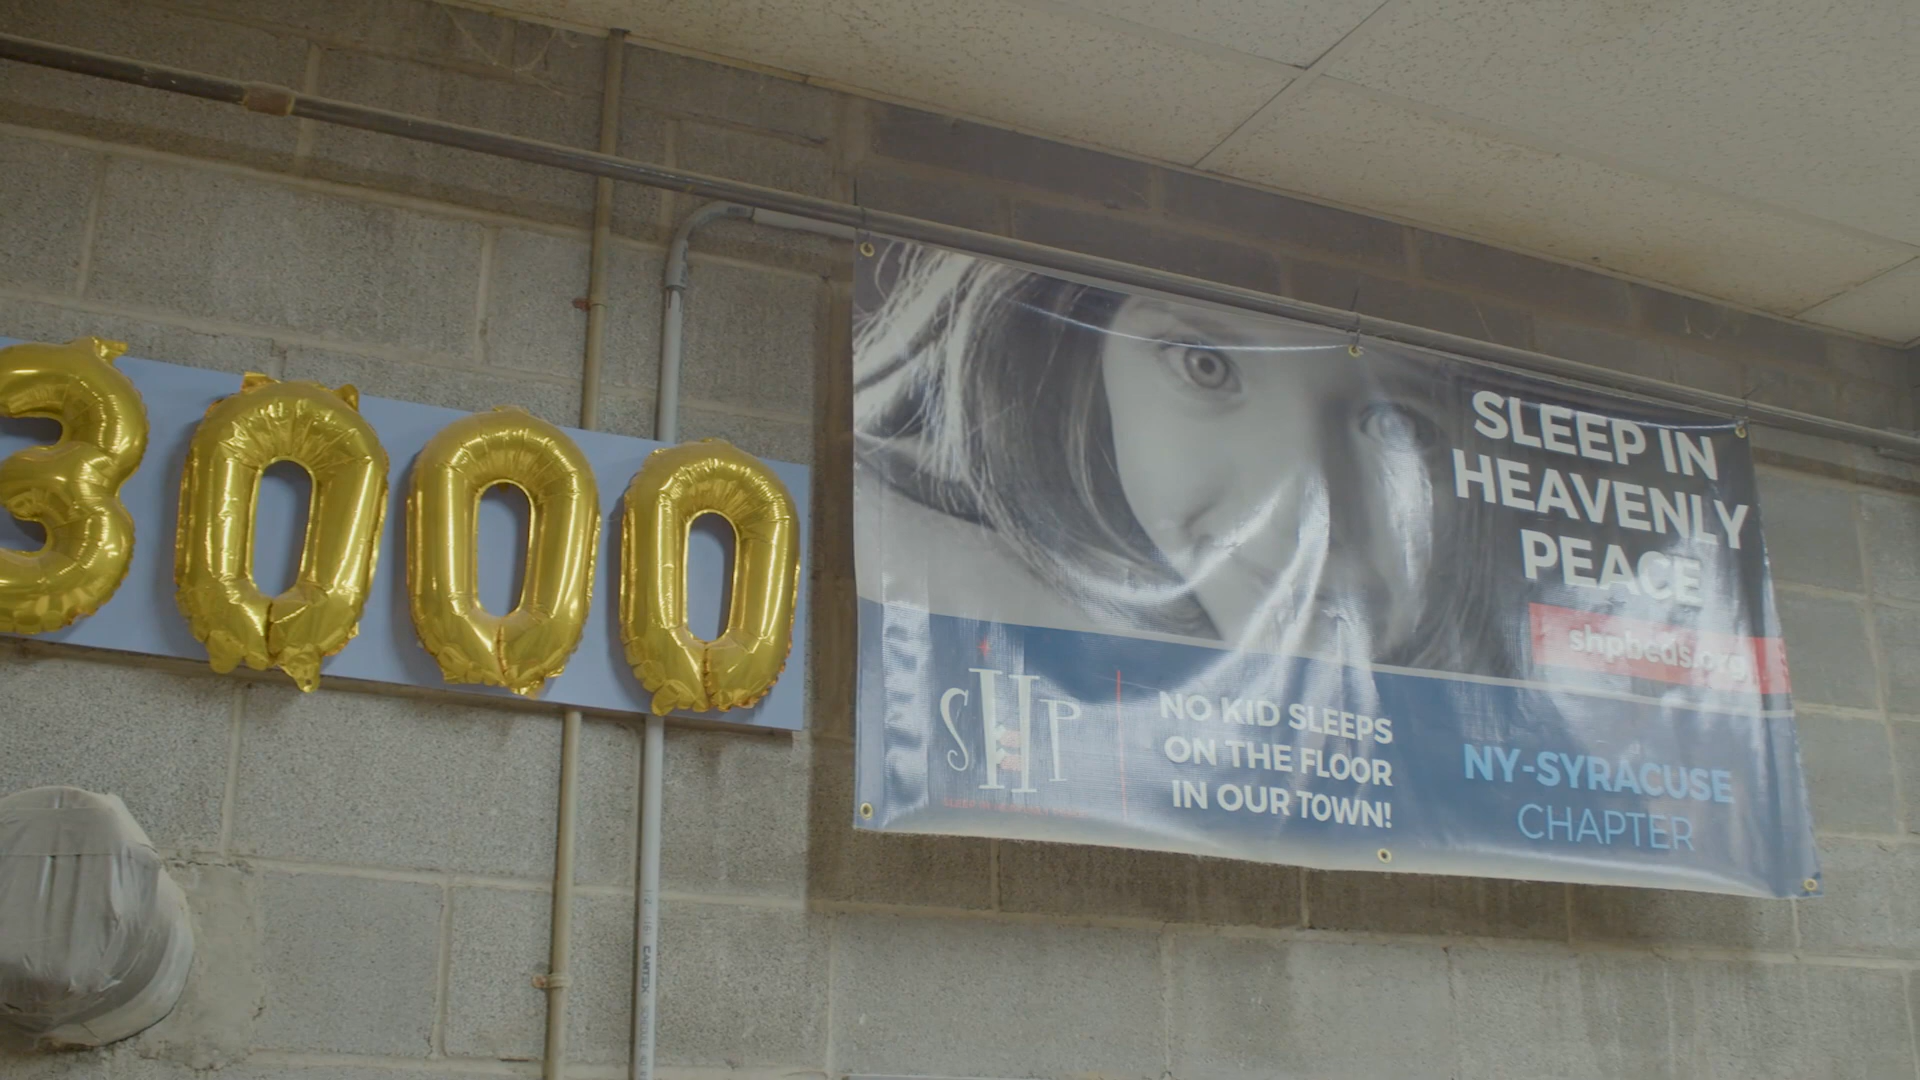 3000
SLEEP IN
HEAVENLY
PEACE
shpbeds.org
SHP
NO KID SLEEPS
ON THE FLOOR
IN OUR TOWN!
NY-SYRACUSE
CHAPTER
CANTEX